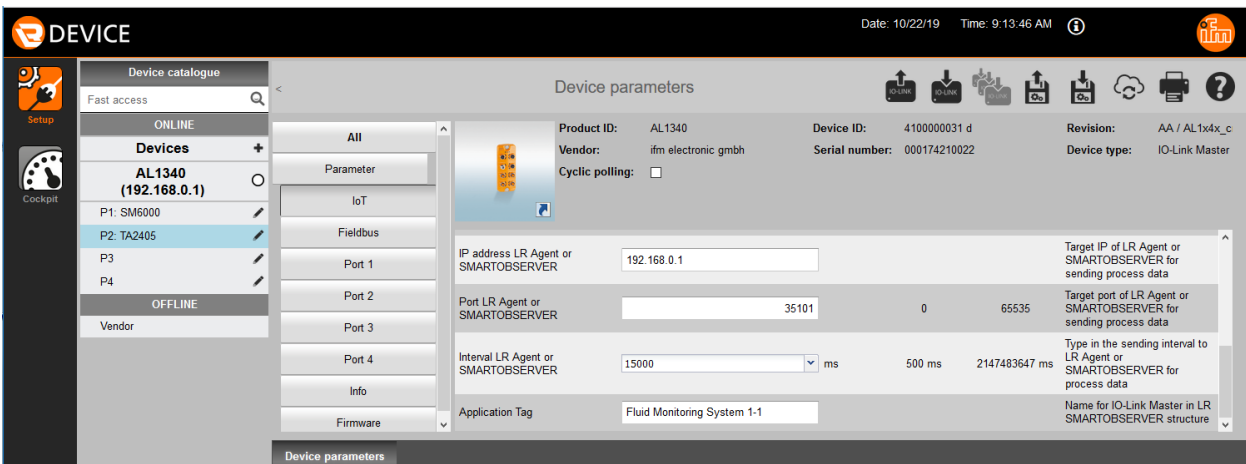 DEVICE
Date: 10/22/19 Time: 9:13:46 AM
ifm
Setup
Cockpit
Device catalogue
Fast access
ONLINE
Devices +
AL1340
(192.168.0.1)
P1: SM6000
P2: TA2405
P3
P4
OFFLINE
Vendor
<
Device parameters
IO-LINK
IO-LINK
IO-LINK
All
Parameter
IoT
Fieldbus
Port 1
Port 2
Port 3
Port 4
Info
Firmware
Product ID: AL1340 Device ID: 4100000031 d Revision: AA / AL1x4x_c
Vendor: ifm electronic gmbh Serial number: 000174210022 Device type: IO-Link Master
Cyclic polling:
IP address LR Agent or
SMARTOBSERVER
192.168.0.1
Target IP of LR Agent or
SMARTOBSERVER for
sending process data
Port LR Agent or
SMARTOBSERVER
35101 0 65535
Target port of LR Agent or
SMARTOBSERVER for
sending process data
Interval LR Agent or
SMARTOBSERVER
15000 ms 500 ms 2147483647 ms
Type in the sending interval to
LR Agent or
SMARTOBSERVER for
process data
Application Tag
Fluid Monitoring System 1-1
Name for IO-Link Master in LR
SMARTOBSERVER structure
Device parameters